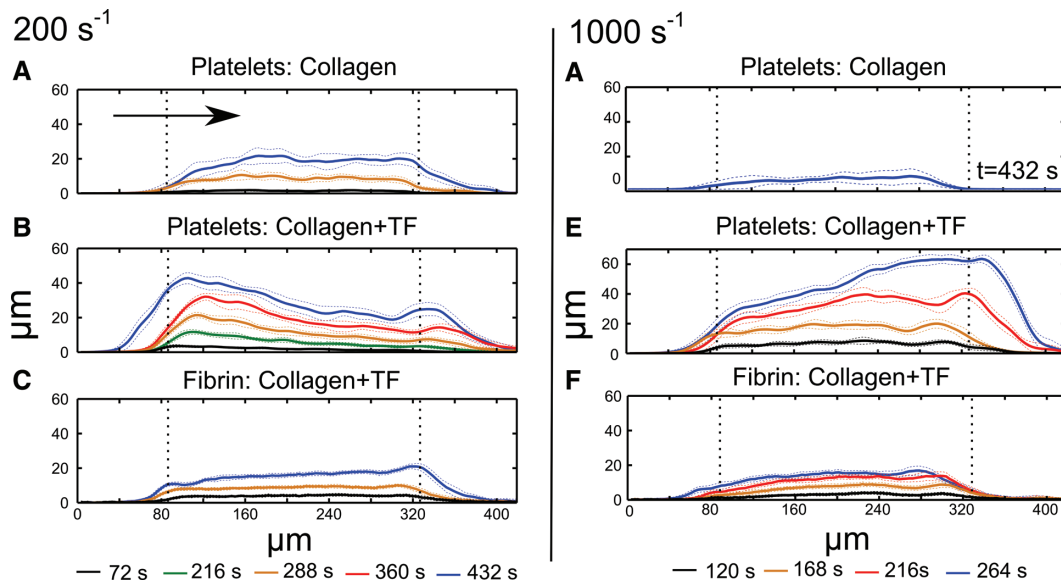 200 s⁻¹
A
Platelets: Collagen
60
40
20
0
B
Platelets: Collagen+TF
60
40
20
0
µm
C
Fibrin: Collagen+TF
60
40
20
0
0 80 160 240 320 400
µm
72 s 216 s 288 s 360 s 432 s
1000 s⁻¹
A
Platelets: Collagen
60
40
20
0
t=432 s
E
Platelets: Collagen+TF
60
40
20
0
µm
F
Fibrin: Collagen+TF
60
40
20
0
0 80 160 240 320 400
µm
120 s 168 s 216s 264 s